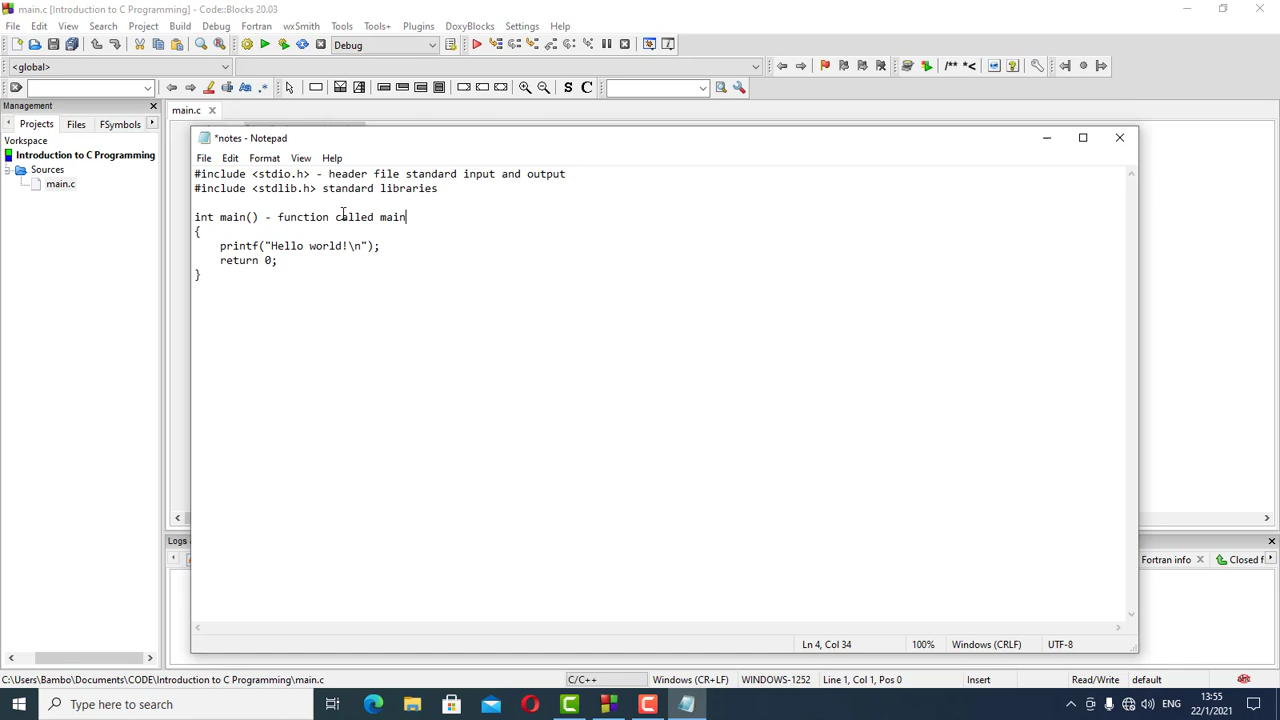 main.c [Introduction to C Programming] - Code::Blocks 20.03
File Edit View Search Project Build Debug Fortran wxSmith Tools Tools+ Plugins DoxyBlocks Settings Help
Debug
<global>
/** *<
S C
Management
main.c
Projects Files FSymbols
Workspace
Introduction to C Programming
Sources
main.c
*notes - Notepad
File Edit Format View Help
#include <stdio.h> - header file standard input and output
#include <stdlib.h> standard libraries
int main() - function called main
{
printf("Hello world!\n");
return 0;
}
Ln 4, Col 34 100% Windows (CRLF) UTF-8
Logs
Fortran info Closed f
C:\Users\Bambo\Documents\CODE\Introduction to C Programming\main.c C/C++ Windows (CR+LF) WINDOWS-1252 Line 1, Col 1, Pos 0 Insert Read/Write default
Type here to search
ENG
13:55
22/1/2021